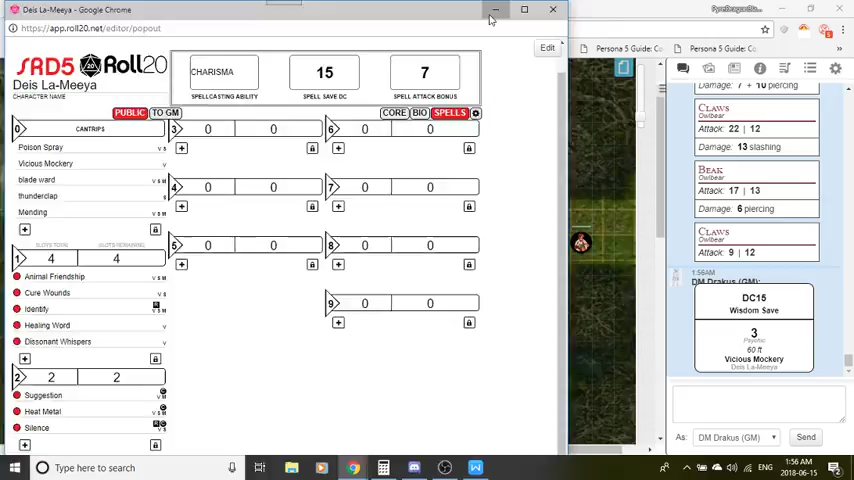 Deis La-Meeya - Google Chrome
https://app.roll20.net/editor/popout
Edit
SRD5 Roll20
Deis La-Meeya
CHARACTER NAME
CHARISMA
SPELLCASTING ABILITY
15
SPELL SAVE DC
7
SPELL ATTACK BONUS
PUBLIC TO GM
CORE BIO SPELLS
0 CANTRIPS
Poison Spray V S
Vicious Mockery V
blade ward V S M
thunderclap S
Mending V S M
SLOTS TOTAL SLOTS REMAINING
1 4 4
Animal Friendship
Cure Wounds V S
Identify R V S M
Healing Word V
Dissonant Whispers V
2 2 2
Suggestion C V M
Heat Metal C V S M
Silence R C V S
3 0 0
4 0 0
5 0 0
6 0 0
7 0 0
8 0 0
9 0 0
Persona 5 Guide: Co
Persona 5 Guide: Co
Damage: 7 + 10 piercing
CLAWS
Owlbear
Attack: 22 | 12
Damage: 13 slashing
BEAK
Owlbear
Attack: 17 | 13
Damage: 6 piercing
CLAWS
Owlbear
Attack: 9 | 12
1:56AM
DM Drakus (GM):
DC15
Wisdom Save
3
Psychic
60 ft
Vicious Mockery
Deis La-Meeya
As: DM Drakus (GM)
Send
Type here to search
ENG
1:56 AM
2018-06-15
2